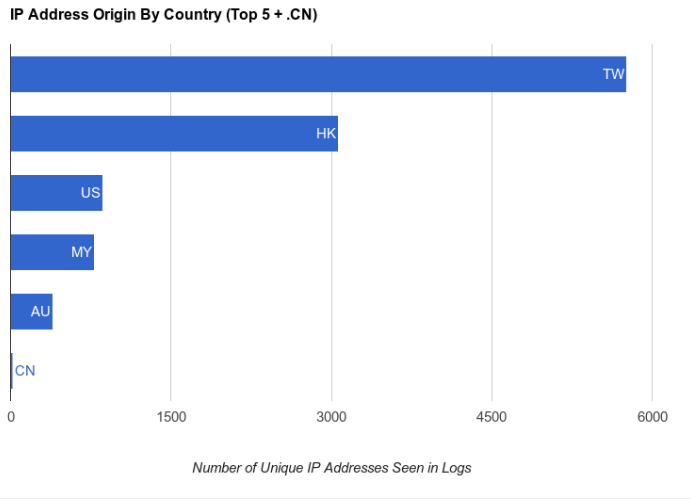 IP Address Origin By Country (Top 5 + .CN)
TW
HK
US
MY
AU
CN
0 1500 3000 4500 6000
Number of Unique IP Addresses Seen in Logs